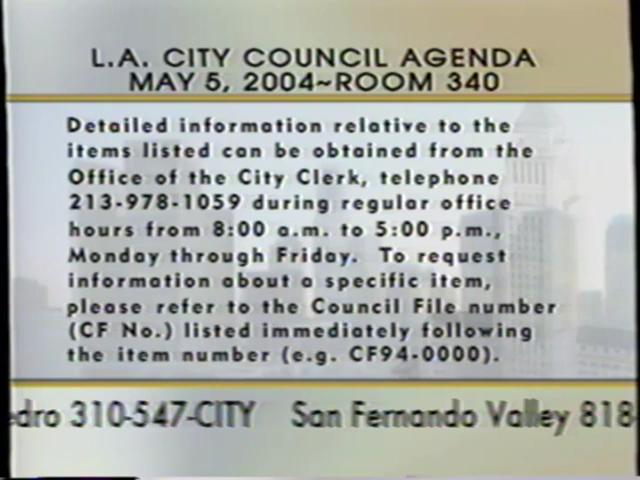 L.A. CITY COUNCIL AGENDA
MAY 5, 2004~ROOM 340
Detailed information relative to the
items listed can be obtained from the
Office of the City Clerk, telephone
213-978-1059 during regular office
hours from 8:00 a.m. to 5:00 p.m.,
Monday through Friday.  To request
information about a specific item,
please refer to the Council File number
(CF No.) listed immediately following
the item number (e.g. CF94-0000).
edro 310-547-CITY    San Fernando Valley 818-